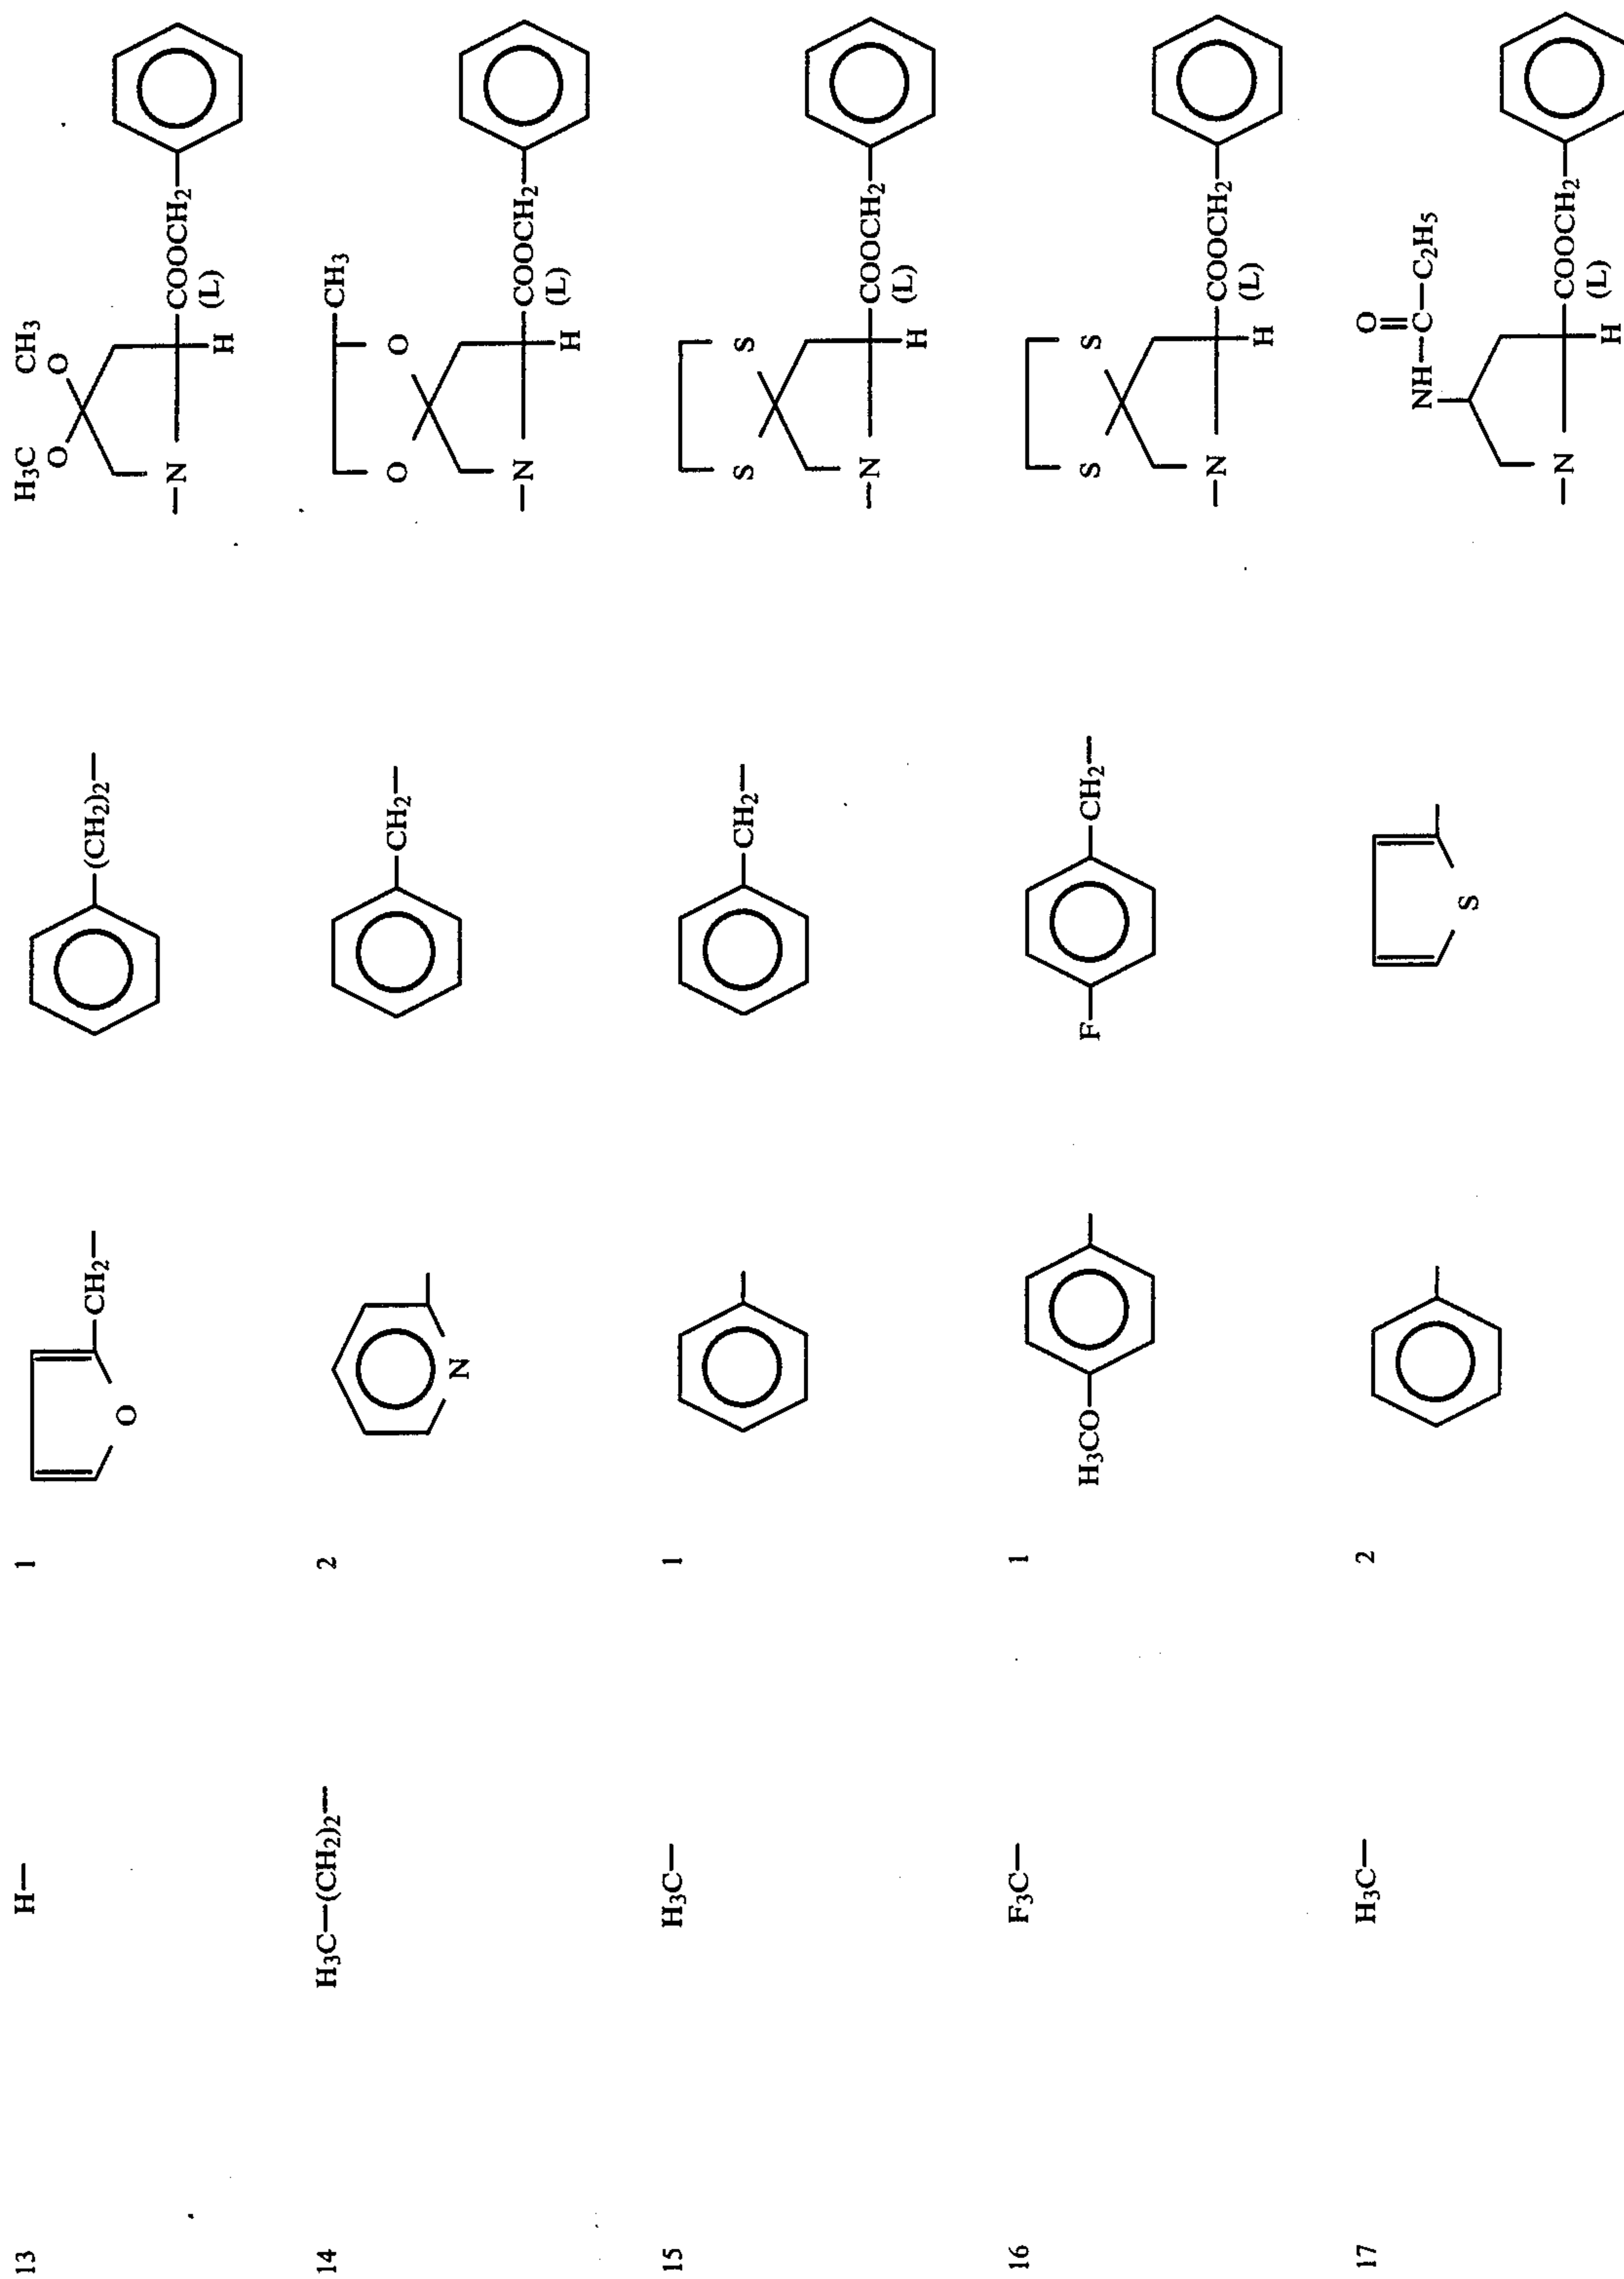 13 H— 1 O CH2— (CH2)2— H3C CH3 O O —N H COOCH2— (L)
14 H3C—(CH2)2— 2 N CH2— CH3 O O —N H COOCH2— (L)
15 H3C— 1 CH2— S S —N H COOCH2— (L)
16 F3C— 1 H3CO F CH2— S S —N H COOCH2— (L)
17 H3C— 2 S O NH—C—C2H5 —N H COOCH2— (L)